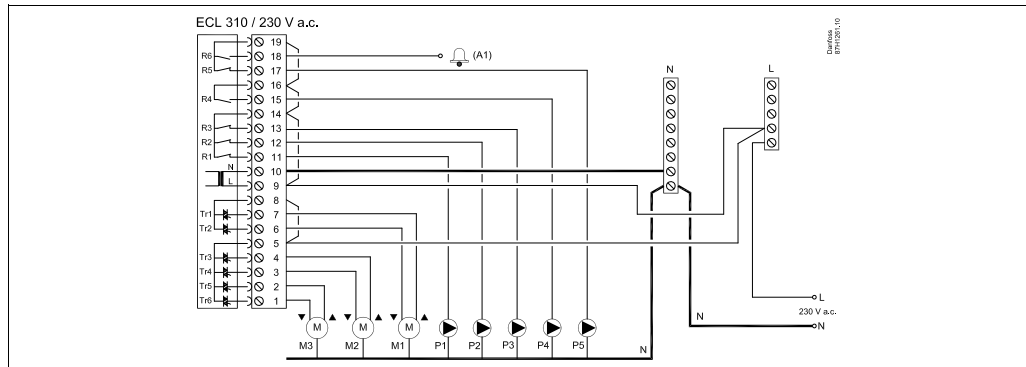 ECL 310 / 230 V a.c.
Danfoss
87H1261.10
R6
R5
R4
R3
R2
R1
N
L
Tr1
Tr2
Tr3
Tr4
Tr5
Tr6
19
18
17
16
15
14
13
12
11
10
9
8
7
6
5
4
3
2
1
(A1)
N
L
M
M
M
M3
M2
M1
P1
P2
P3
P4
P5
N
N
L
230 V a.c.
N